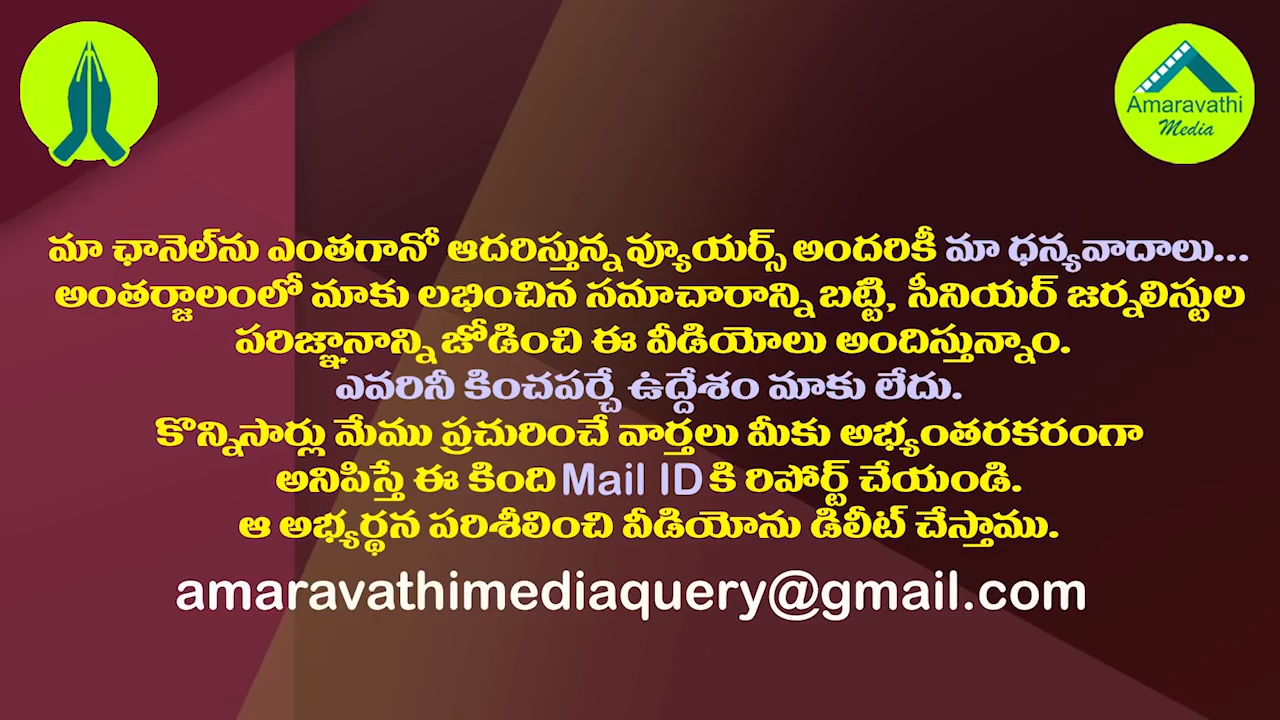 Amaravathi
Media
మా ఛానెల్‌ను ఎంతగానో ఆదరిస్తున్న వ్యూయర్స్ అందరికీ మా ధన్యవాదాలు...
అంతర్జాలంలో మాకు లభించిన సమాచారాన్ని బట్టి, సీనియర్ జర్నలిస్టుల
పరిజ్ఞానాన్ని జోడించి ఈ వీడియోలు అందిస్తున్నాం.
ఎవరినీ కించపర్చే ఉద్దేశం మాకు లేదు.
కొన్నిసార్లు మేము ప్రచురించే వార్తలు మీకు అభ్యంతరకరంగా
అనిపిస్తే ఈ కింది Mail ID కి రిపోర్ట్ చేయండి.
ఆ అభ్యర్థన పరిశీలించి వీడియోను డిలీట్ చేస్తాము.
amaravathimediaquery@gmail.com